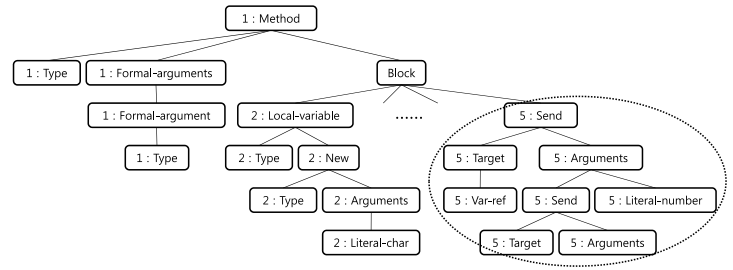 1 : Method
1 : Type 1 : Formal-arguments Block
1 : Formal-argument 2 : Local-variable ...... 5 : Send
1 : Type 2 : Type 2 : New 5 : Target 5 : Arguments
2 : Type 2 : Arguments 5 : Var-ref 5 : Send 5 : Literal-number
2 : Literal-char 5 : Target 5 : Arguments